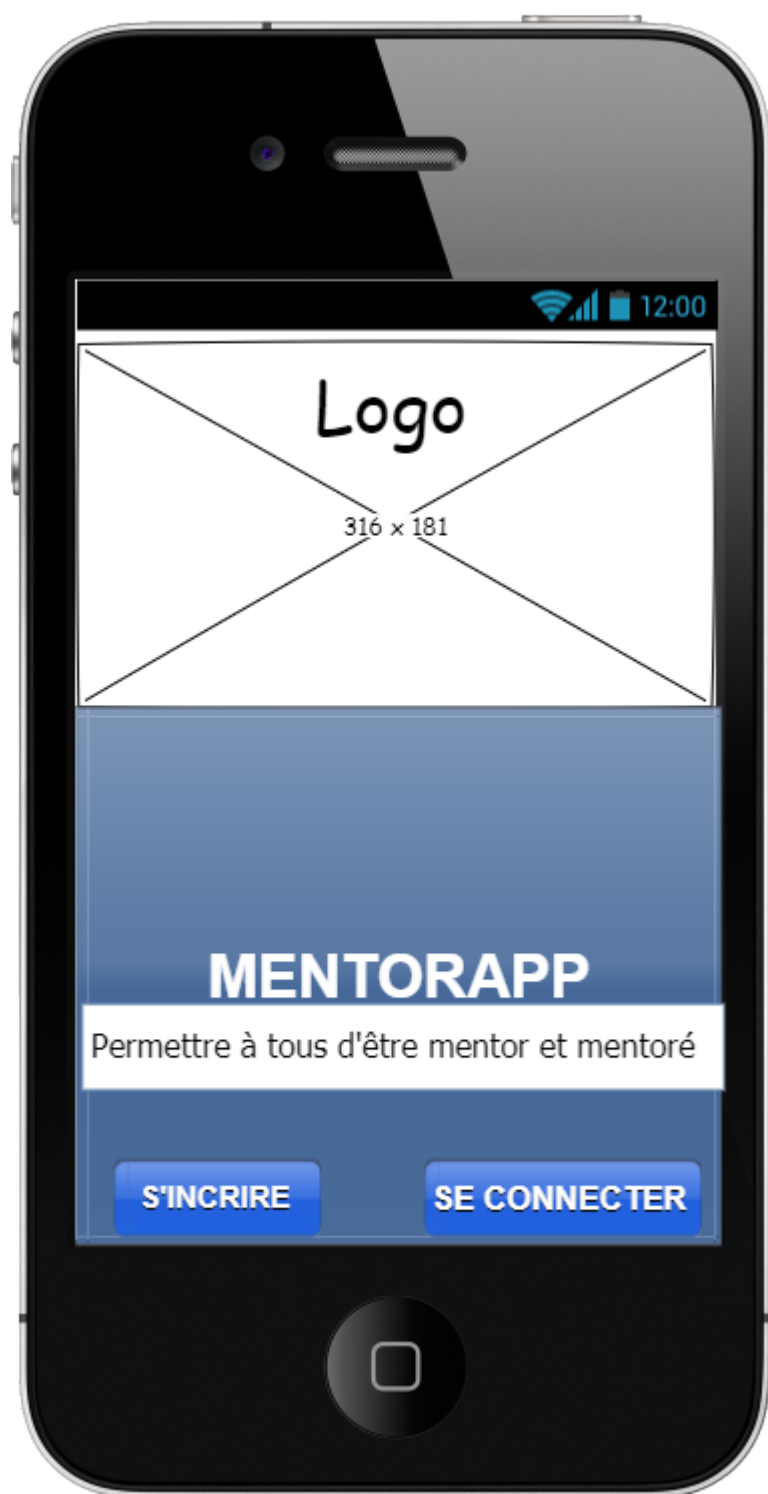 12:00
Logo
316 × 181
MENTORAPP
Permettre à tous d'être mentor et mentoré
S'INCRIRE SE CONNECTER